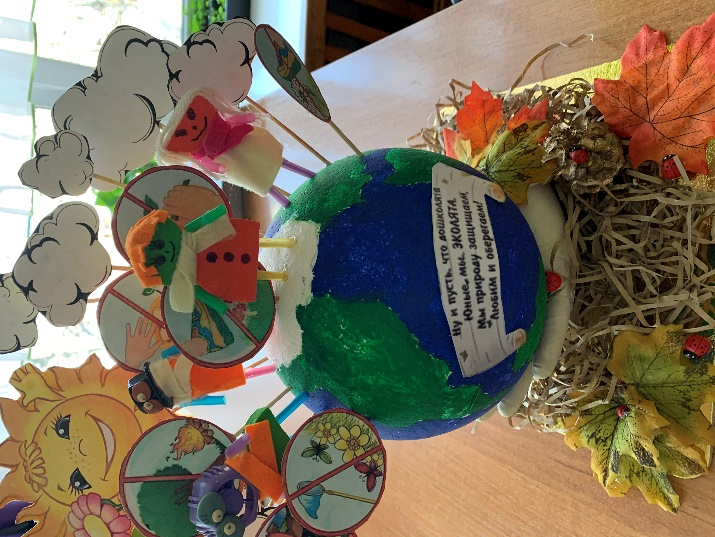 Ну и пусть, что дошколята
Юные, мы, ЭКОЛЯТА.
Мы природу защищаем,
Любим и оберегаем!